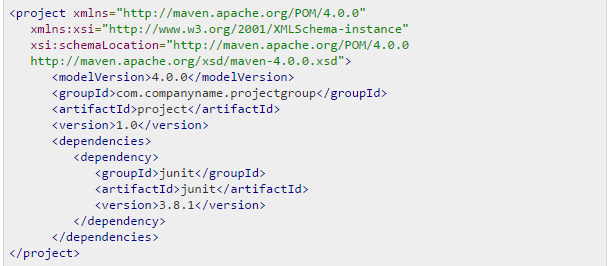 <project xmlns="http://maven.apache.org/POM/4.0.0"
xmlns:xsi="http://www.w3.org/2001/XMLSchema-instance"
xsi:schemaLocation="http://maven.apache.org/POM/4.0.0
http://maven.apache.org/xsd/maven-4.0.0.xsd">
<modelVersion>4.0.0</modelVersion>
<groupId>com.companyname.projectgroup</groupId>
<artifactId>project</artifactId>
<version>1.0</version>
<dependencies>
<dependency>
<groupId>junit</groupId>
<artifactId>junit</artifactId>
<version>3.8.1</version>
</dependency>
</dependencies>
</project>